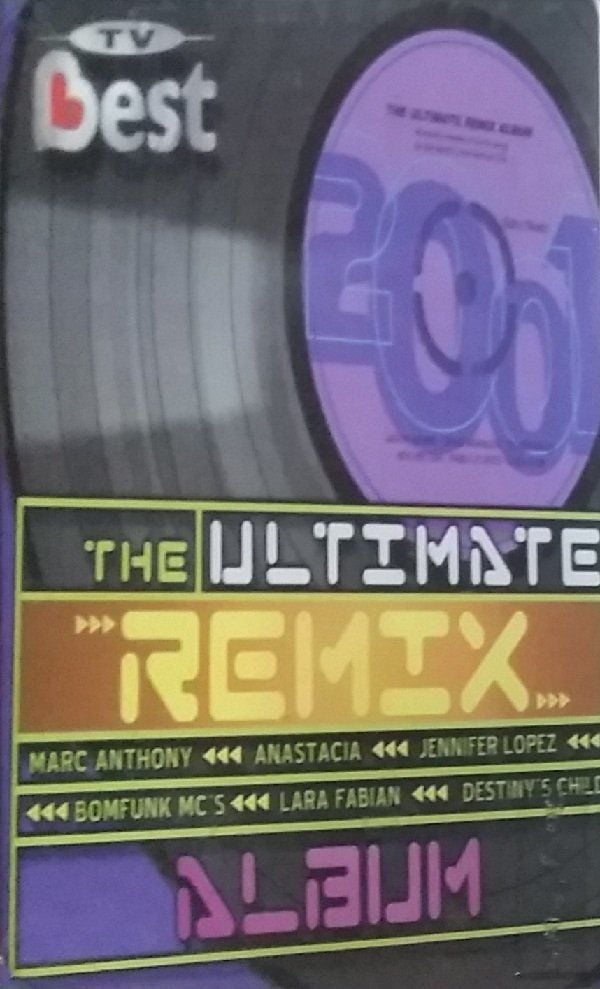 TV
best
THE ULTIMATE REMIX ALBUM
2001
THE ULTIMATE
REMIX
MARC ANTHONY ANASTACIA JENNIFER LOPEZ
BOMFUNK MC'S LARA FABIAN DESTINY'S CHILD
ALBUM